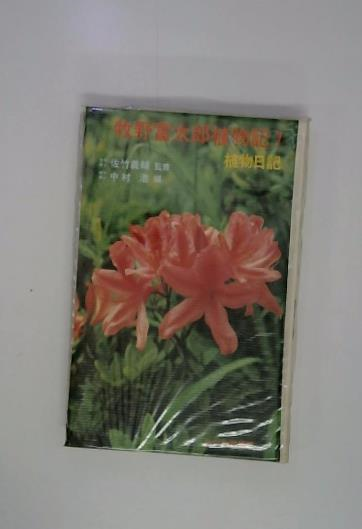 牧野富太郎植物記 7
植物日記
佐竹義輔 監修
中村 浩 編